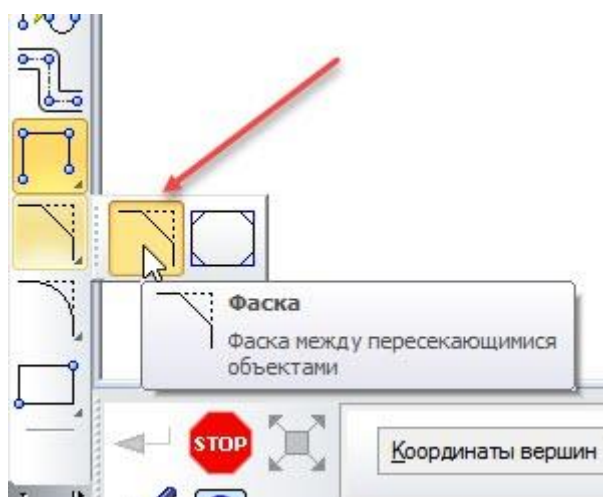 Фаска
Фаска между пересекающимися
объектами
STOP
Координаты вершин